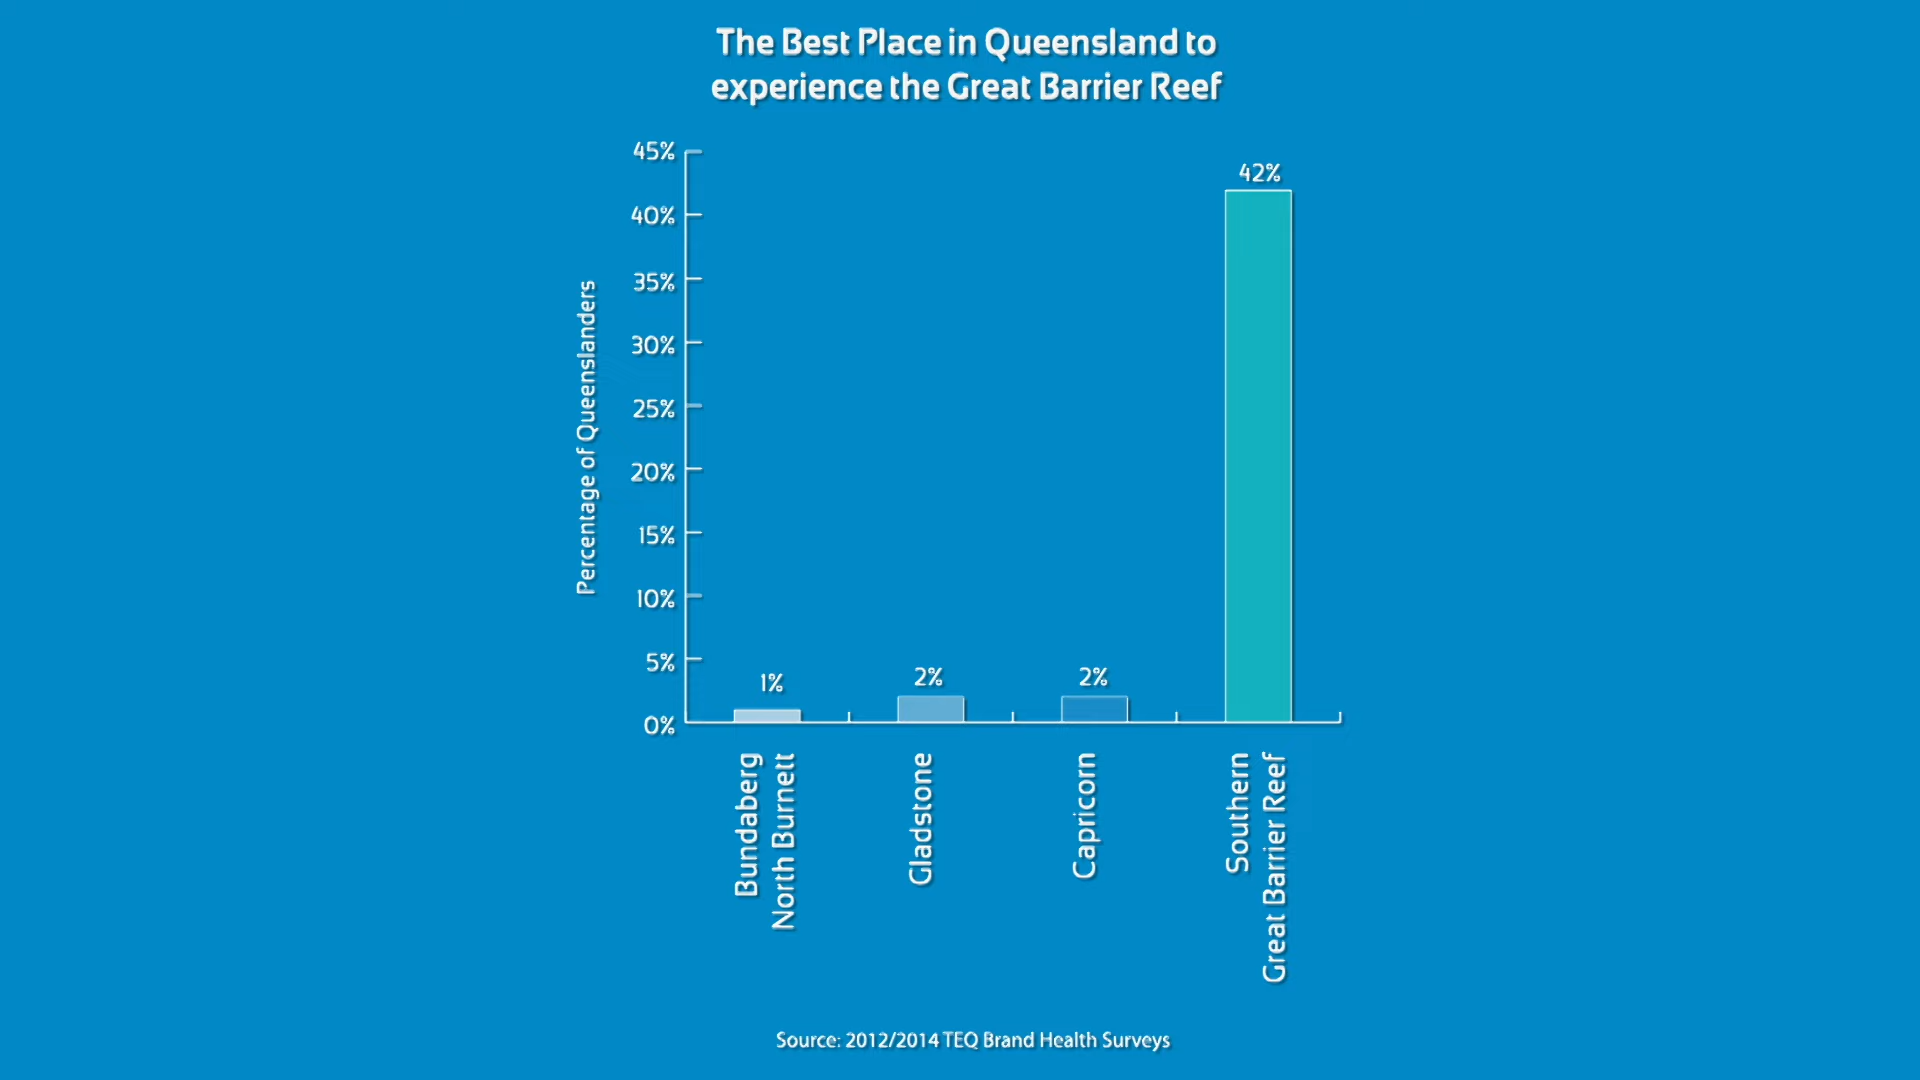 The Best Place in Queensland to
experience the Great Barrier Reef
45%
40%
35%
30%
25%
20%
15%
10%
5%
0%
Percentage of Queenslanders
1%
2%
2%
42%
Bundaberg
North Burnett
Gladstone
Capricorn
Southern
Great Barrier Reef
Source: 2012/2014 TEQ Brand Health Surveys